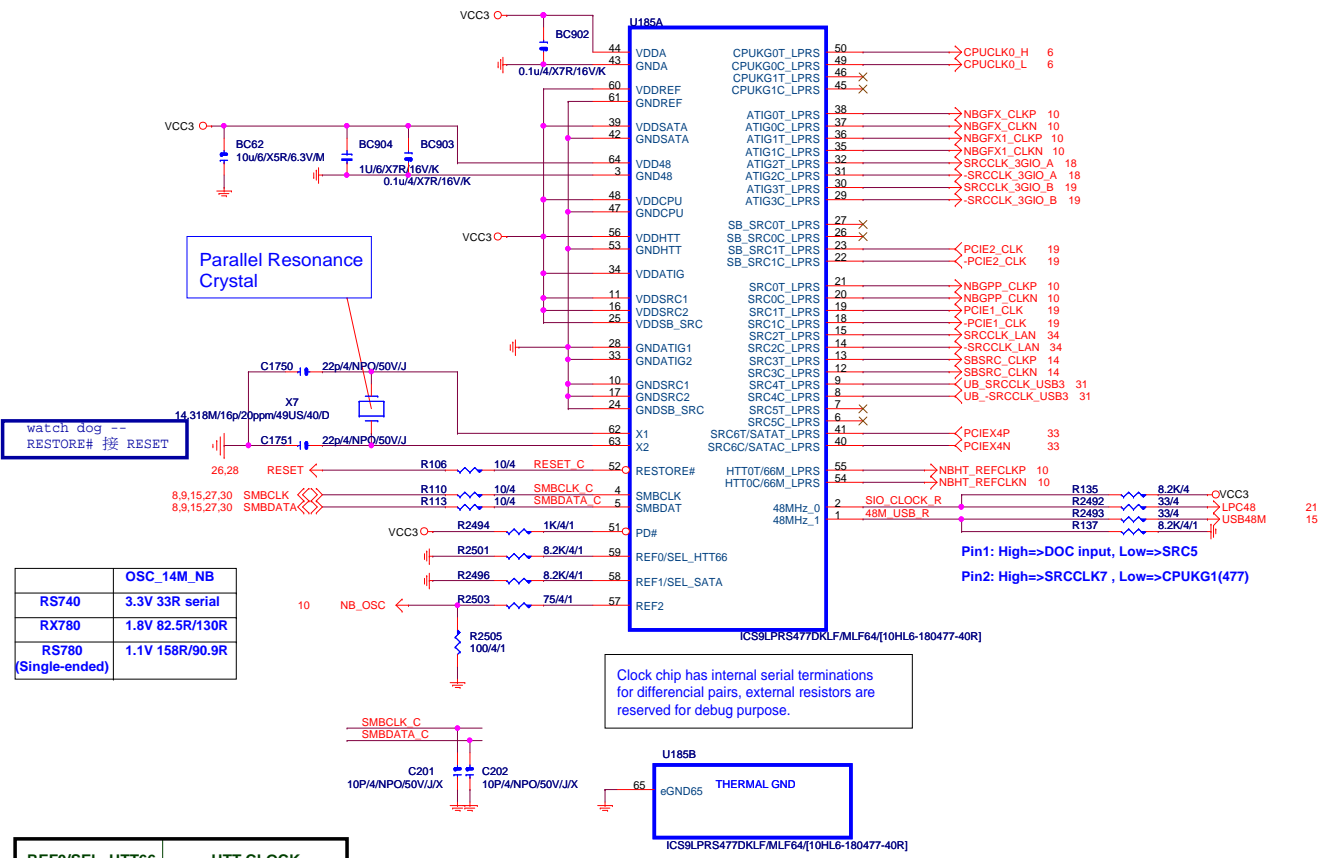 VCC3
BC902
0.1u/4/X7R/16V/K
VCC3
BC62
10u/6/X5R/6.3V/M
BC904
1U/6/X7R/16V/K
BC903
0.1u/4/X7R/16V/K
VCC3
Parallel Resonance
Crystal
C1750
22p/4/NPO/50V/J
X7
14.318M/16p/20ppm/49US/40/D
C1751
22p/4/NPO/50V/J
watch dog --
RESTORE# 接 RESET
26,28 RESET R106 10/4 RESET_C
8,9,15,27,30 SMBCLK R110 10/4 SMBCLK_C
8,9,15,27,30 SMBDATA R113 10/4 SMBDATA_C
VCC3 R2494 1K/4/1
R2501 8.2K/4/1
R2496 8.2K/4/1
10 NB_OSC R2503 75/4/1
R2505
100/4/1
OSC_14M_NB
RS740 3.3V 33R serial
RX780 1.8V 82.5R/130R
RS780
(Single-ended) 1.1V 158R/90.9R
U185A
44 VDDA
43 GNDA
60 VDDREF
61 GNDREF
39 VDDSATA
42 GNDSATA
64 VDD48
3 GND48
48 VDDCPU
47 GNDCPU
56 VDDHTT
53 GNDHTT
34 VDDATIG
11 VDDSRC1
16 VDDSRC2
25 VDDSB_SRC
28 GNDATIG1
33 GNDATIG2
10 GNDSRC1
17 GNDSRC2
24 GNDSB_SRC
62 X1
63 X2
52 RESTORE#
4 SMBCLK
5 SMBDAT
51 PD#
59 REF0/SEL_HTT66
58 REF1/SEL_SATA
57 REF2
CPUKG0T_LPRS 50 CPUCLK0_H 6
CPUKG0C_LPRS 49 CPUCLK0_L 6
CPUKG1T_LPRS 46
CPUKG1C_LPRS 45
ATIG0T_LPRS 38 NBGFX_CLKP 10
ATIG0C_LPRS 37 NBGFX_CLKN 10
ATIG1T_LPRS 36 NBGFX1_CLKP 10
ATIG1C_LPRS 35 NBGFX1_CLKN 10
ATIG2T_LPRS 32 SRCCLK_3GIO_A 18
ATIG2C_LPRS 31 -SRCCLK_3GIO_A 18
ATIG3T_LPRS 30 SRCCLK_3GIO_B 19
ATIG3C_LPRS 29 -SRCCLK_3GIO_B 19
SB_SRC0T_LPRS 27
SB_SRC0C_LPRS 26
SB_SRC1T_LPRS 23 PCIE2_CLK 19
SB_SRC1C_LPRS 22 -PCIE2_CLK 19
SRC0T_LPRS 21 NBGPP_CLKP 10
SRC0C_LPRS 20 NBGPP_CLKN 10
SRC1T_LPRS 19 PCIE1_CLK 19
SRC1C_LPRS 18 -PCIE1_CLK 19
SRC2T_LPRS 15 SRCCLK_LAN 34
SRC2C_LPRS 14 -SRCCLK_LAN 34
SRC3T_LPRS 13 SBSRC_CLKP 14
SRC3C_LPRS 12 SBSRC_CLKN 14
SRC4T_LPRS 9 UB_SRCCLK_USB3 31
SRC4C_LPRS 8 UB_-SRCCLK_USB3 31
SRC5T_LPRS 7
SRC5C_LPRS 6
SRC6T/SATAT_LPRS 41 PCIEX4P 33
SRC6C/SATAC_LPRS 40 PCIEX4N 33
HTT0T/66M_LPRS 55 NBHT_REFCLKP 10
HTT0C/66M_LPRS 54 NBHT_REFCLKN 10
48MHz_0 2 SIO_CLOCK_R
48MHz_1 1 48M_USB_R
R135 8.2K/4 VCC3
R2492 33/4 LPC48 21
R2493 33/4 USB48M 15
R137 8.2K/4/1
Pin1: High=>DOC input, Low=>SRC5
Pin2: High=>SRCCLK7 , Low=>CPUKG1(477)
ICS9LPRS477DKLF/MLF64/[10HL6-180477-40R]
Clock chip has internal serial terminations
for differencial pairs, external resistors are
reserved for debug purpose.
SMBCLK_C
SMBDATA_C
C201
10P/4/NPO/50V/J/X
C202
10P/4/NPO/50V/J/X
U185B
65 eGND65 THERMAL GND
ICS9LPRS477DKLF/MLF64/[10HL6-180477-40R]
REF0/SEL_HTT66 HTT CLOCK